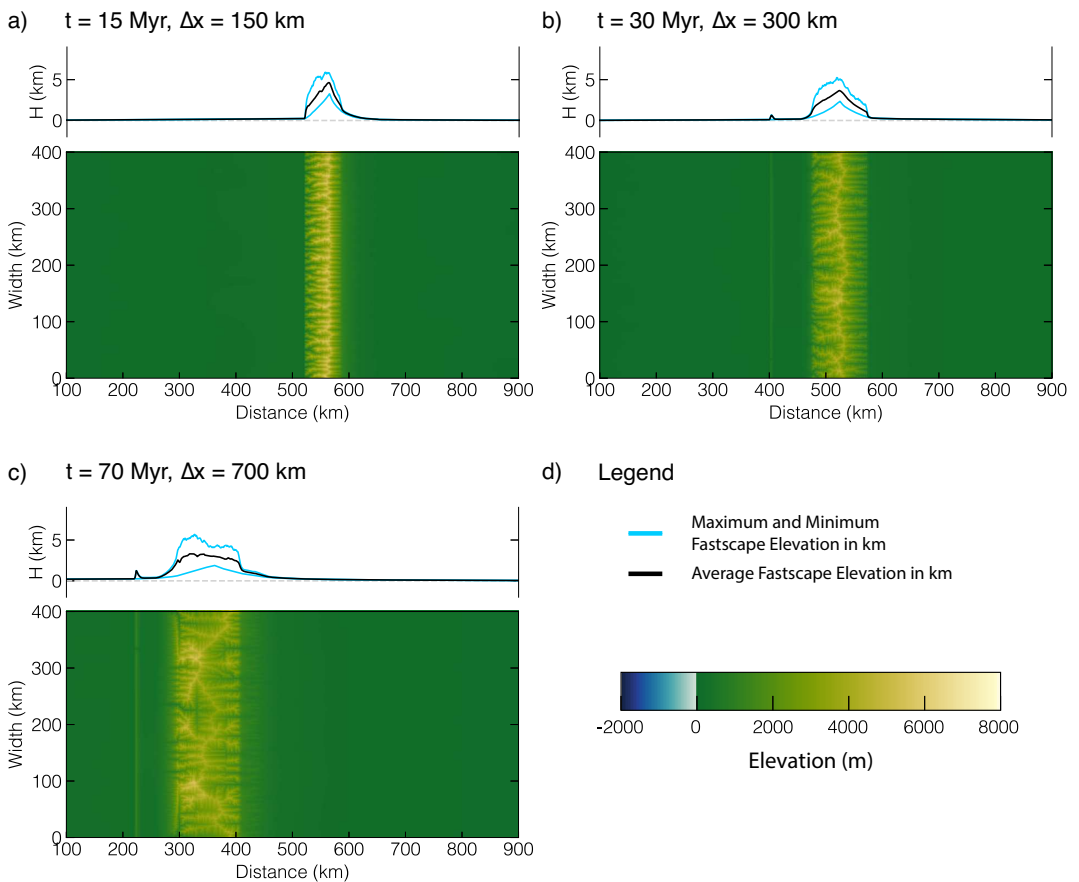 a) t = 15 Myr, Δx = 150 km
H (km)
5
0
Width (km)
400
300
200
100
0
100 200 300 400 500 600 700 800 900
Distance (km)
b) t = 30 Myr, Δx = 300 km
H (km)
5
0
Width (km)
400
300
200
100
0
100 200 300 400 500 600 700 800 900
Distance (km)
c) t = 70 Myr, Δx = 700 km
H (km)
5
0
Width (km)
400
300
200
100
0
100 200 300 400 500 600 700 800 900
Distance (km)
d) Legend
Maximum and Minimum
Fastscape Elevation in km
Average Fastscape Elevation in km
-2000 0 2000 4000 6000 8000
Elevation (m)